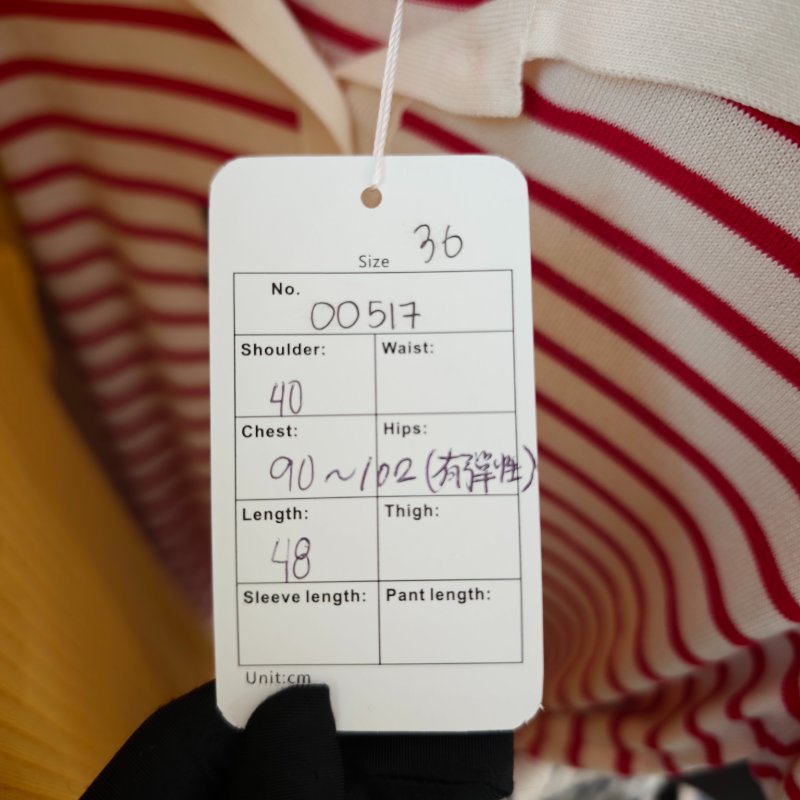 Size 36
No.
00517
Shoulder: Waist:
40
Chest: Hips:
90~102(有弹性)
Length: Thigh:
48
Sleeve length: Pant length:
Unit:cm